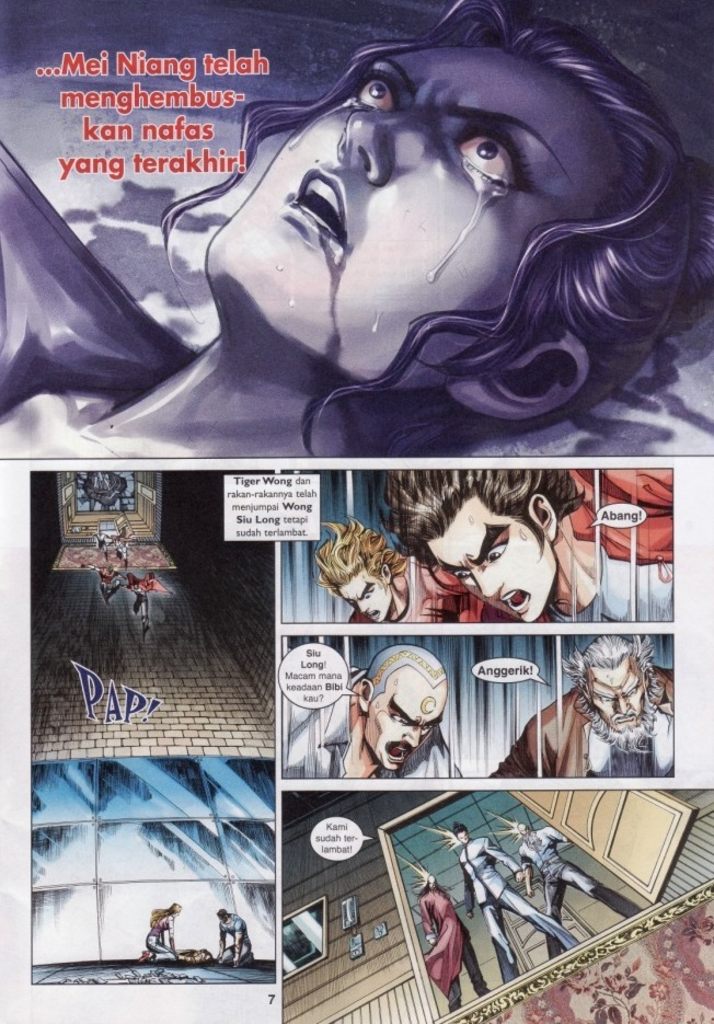 ...Mei Niang telah
menghembus-
kan nafas
yang terakhir!
Tiger Wong dan
rakan-rakannya telah
menjumpai Wong
Siu Long tetapi
sudah terlambat.
Abang!
PAP!
Siu
Long!
Macam mana
keadaan Bibi
kau?
Anggerik!
Kami
sudah ter-
lambat!
7